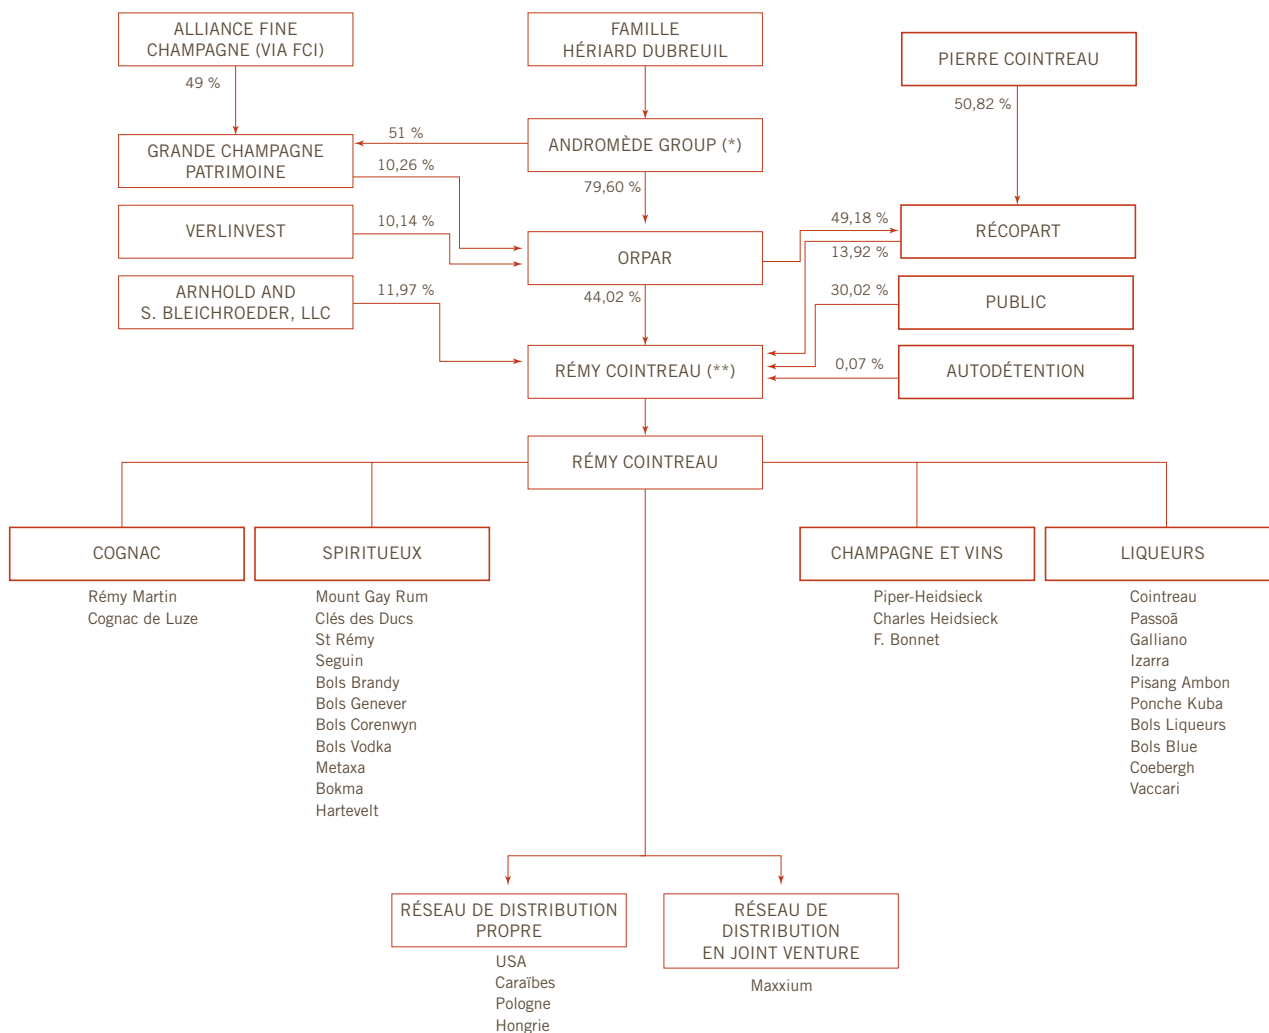 ALLIANCE FINE
CHAMPAGNE (VIA FCI)
FAMILLE
HÉRIARD DUBREUIL
PIERRE COINTREAU
49 %
50,82 %
51 %
GRANDE CHAMPAGNE
PATRIMOINE
ANDROMÈDE GROUP (*)
10,26 %
79,60 %
VERLINVEST
10,14 %
ORPAR
49,18 %
RÉCOPART
13,92 %
ARNHOLD AND
S. BLEICHROEDER, LLC
11,97 %
44,02 %
30,02 %
PUBLIC
RÉMY COINTREAU (**)
0,07 %
AUTODÉTENTION
RÉMY COINTREAU
COGNAC
Rémy Martin
Cognac de Luze
SPIRITUEUX
Mount Gay Rum
Clés des Ducs
St Rémy
Seguin
Bols Brandy
Bols Genever
Bols Corenwyn
Bols Vodka
Metaxa
Bokma
Hartevelt
CHAMPAGNE ET VINS
Piper-Heidsieck
Charles Heidsieck
F. Bonnet
LIQUEURS
Cointreau
Passoã
Galliano
Izarra
Pisang Ambon
Ponche Kuba
Bols Liqueurs
Bols Blue
Coebergh
Vaccari
RÉSEAU DE DISTRIBUTION
PROPRE
USA
Caraïbes
Pologne
Hongrie
RÉSEAU DE
DISTRIBUTION
EN JOINT VENTURE
Maxxium